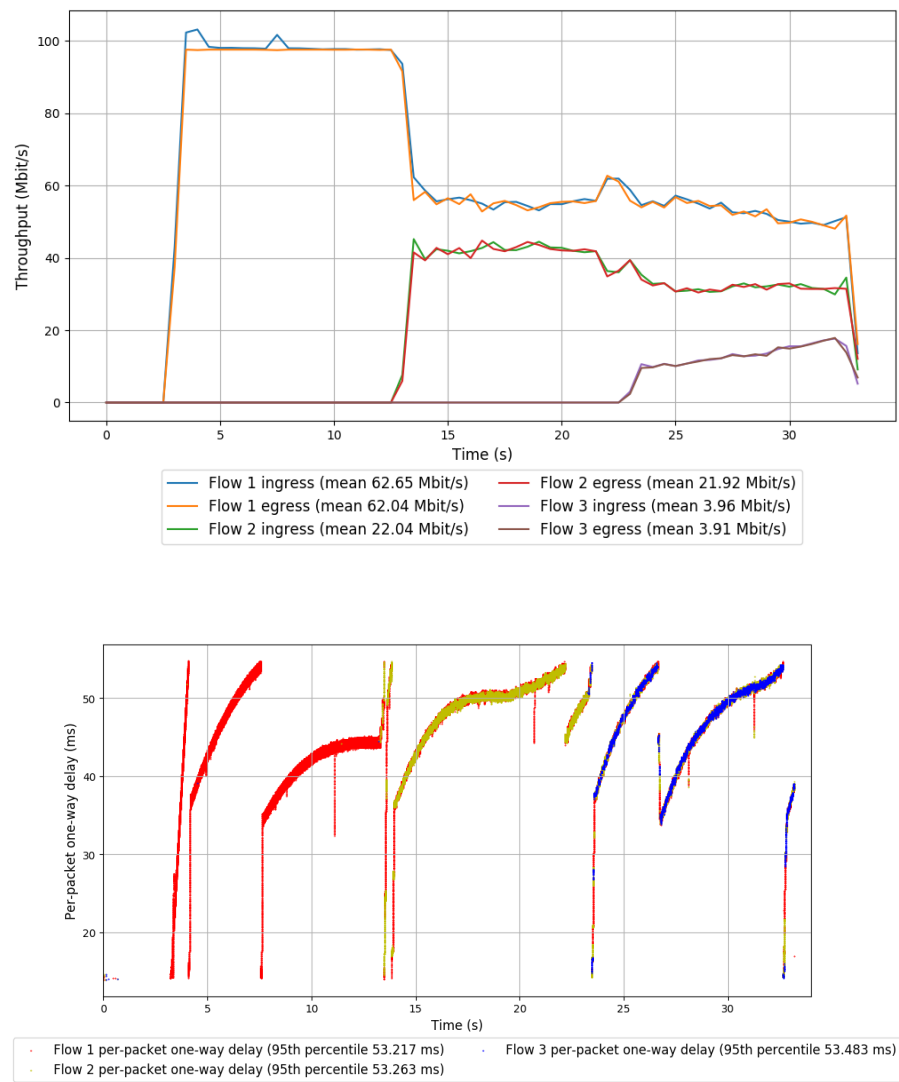 100
80
60
40
20
0
Throughput (Mbit/s)
0 5 10 15 20 25 30
Time (s)
Flow 1 ingress (mean 62.65 Mbit/s)
Flow 1 egress (mean 62.04 Mbit/s)
Flow 2 ingress (mean 22.04 Mbit/s)
Flow 2 egress (mean 21.92 Mbit/s)
Flow 3 ingress (mean 3.96 Mbit/s)
Flow 3 egress (mean 3.91 Mbit/s)
50
40
30
20
Per-packet one-way delay (ms)
0 5 10 15 20 25 30
Time (s)
Flow 1 per-packet one-way delay (95th percentile 53.217 ms)
Flow 2 per-packet one-way delay (95th percentile 53.263 ms)
Flow 3 per-packet one-way delay (95th percentile 53.483 ms)